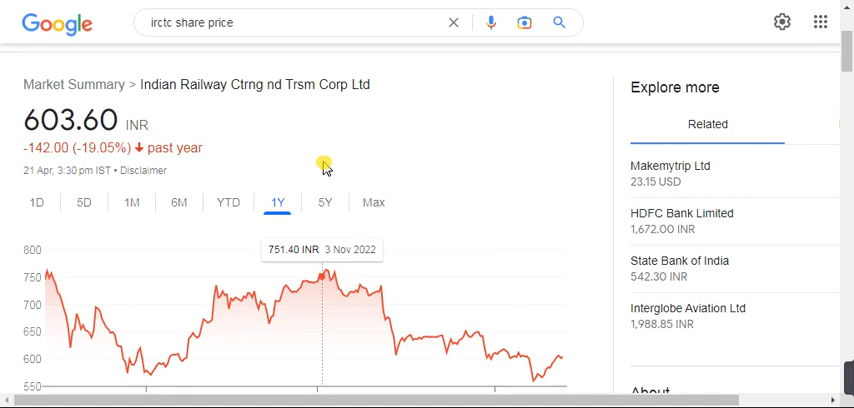 Google
irctc share price
Market Summary > Indian Railway Ctrng nd Trsm Corp Ltd
603.60 INR
-142.00 (-19.05%) ↓ past year
21 Apr, 3:30 pm IST • Disclaimer
1D 5D 1M 6M YTD 1Y 5Y Max
751.40 INR 3 Nov 2022
800
750
700
650
600
550
Explore more
Related
Makemytrip Ltd
23.15 USD
HDFC Bank Limited
1,672.00 INR
State Bank of India
542.30 INR
Interglobe Aviation Ltd
1,988.85 INR
About